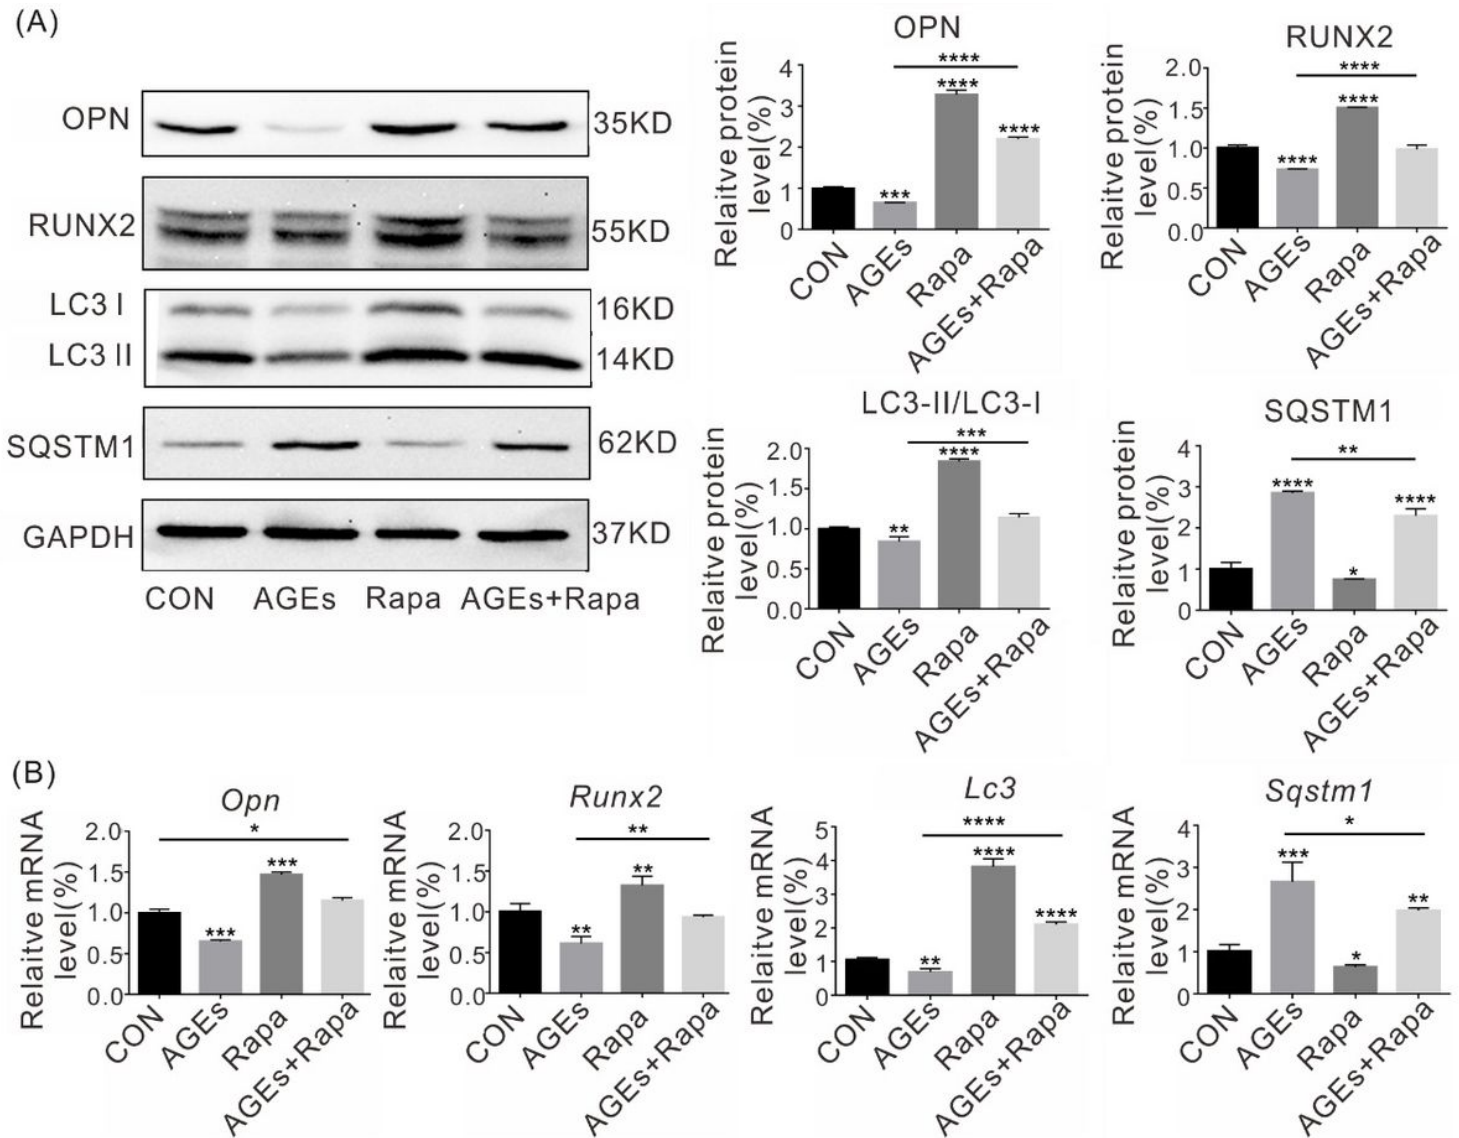 (A)
OPN
35KD
RUNX2
55KD
LC3 I
16KD
LC3 II
14KD
SQSTM1
62KD
GAPDH
37KD
CON AGEs Rapa AGEs+Rapa
OPN
Relaitve protein
level(%)
4
3
2
1
0
****
***
****
****
CON
AGEs
Rapa
AGEs+Rapa
RUNX2
Relaitve protein
level(%)
2.0
1.5
1.0
0.5
0.0
****
****
****
CON
AGEs
Rapa
AGEs+Rapa
LC3-II/LC3-I
Relaitve protein
level(%)
2.0
1.5
1.0
0.5
0.0
***
**
****
CON
AGEs
Rapa
AGEs+Rapa
SQSTM1
Relaitve protein
level(%)
4
3
2
1
0
**
****
*
****
CON
AGEs
Rapa
AGEs+Rapa
(B)
Opn
Relaitve mRNA
level(%)
2.0
1.5
1.0
0.5
0.0
*
***
***
CON
AGEs
Rapa
AGEs+Rapa
Runx2
Relaitve mRNA
level(%)
2.0
1.5
1.0
0.5
0.0
**
**
**
CON
AGEs
Rapa
AGEs+Rapa
Lc3
Relaitve mRNA
level(%)
5
4
3
2
1
0
****
**
****
****
CON
AGEs
Rapa
AGEs+Rapa
Sqstm1
Relaitve mRNA
level(%)
4
3
2
1
0
*
***
*
**
CON
AGEs
Rapa
AGEs+Rapa